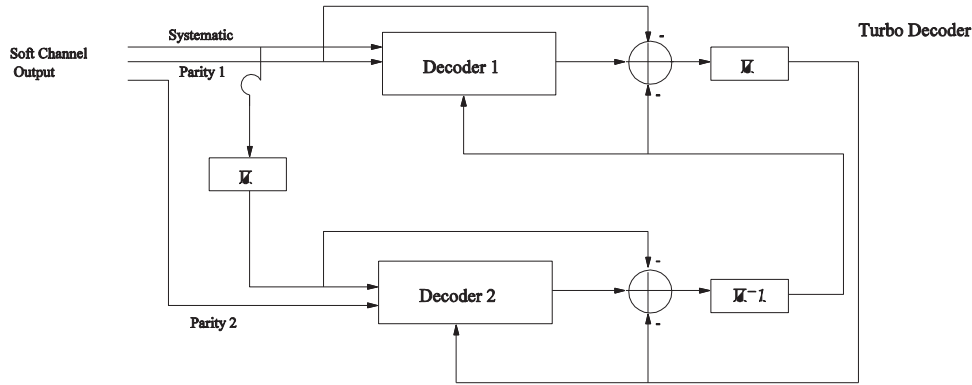 Turbo Decoder
Systematic
Soft Channel
Output
Parity 1
Decoder 1
-
-
Decoder 2
-
-
Parity 2